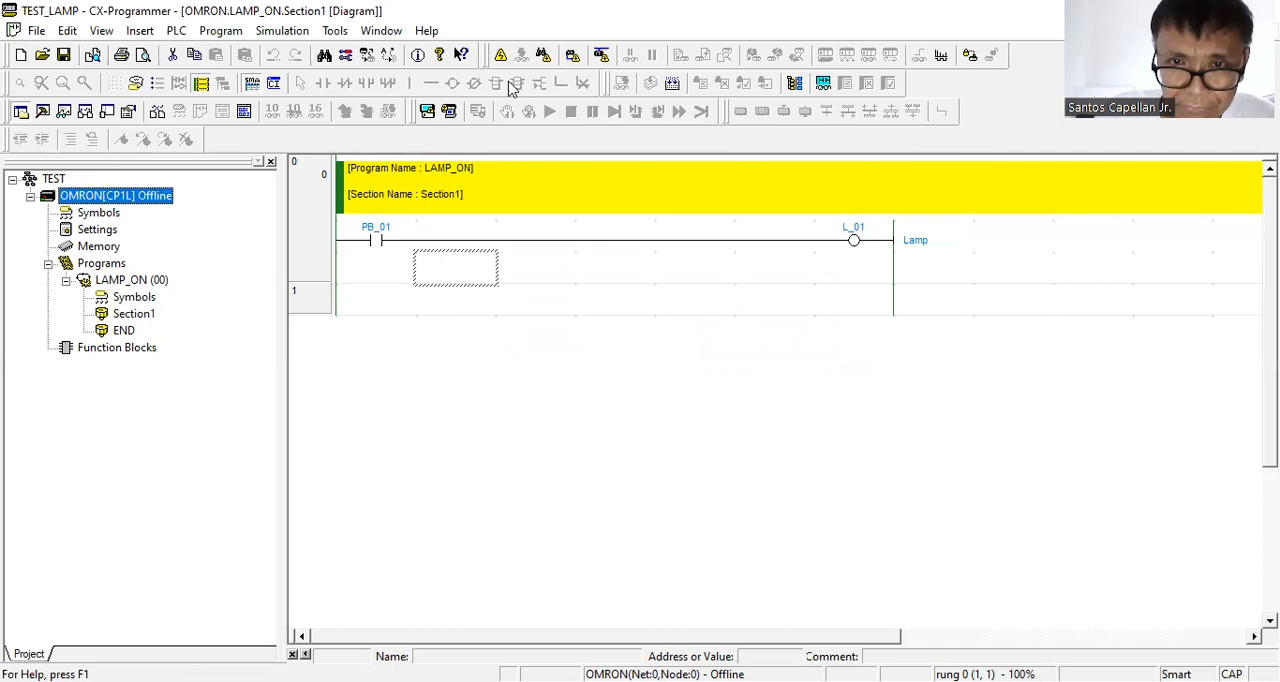 TEST_LAMP - CX-Programmer - [OMRON.LAMP_ON.Section1 [Diagram]]
File Edit View Insert PLC Program Simulation Tools Window Help
Santos Capellan Jr.
10 10 16
TEST
OMRON[CP1L] Offline
Symbols
Settings
Memory
Programs
LAMP_ON (00)
Symbols
Section1
END
Function Blocks
Project
0
0
[Program Name : LAMP_ON]
[Section Name : Section1]
PB_01
L_01
Lamp
1
Name:
Address or Value:
Comment:
For Help, press F1
OMRON(Net:0,Node:0) - Offline
rung 0 (1, 1) - 100%
Smart
CAP